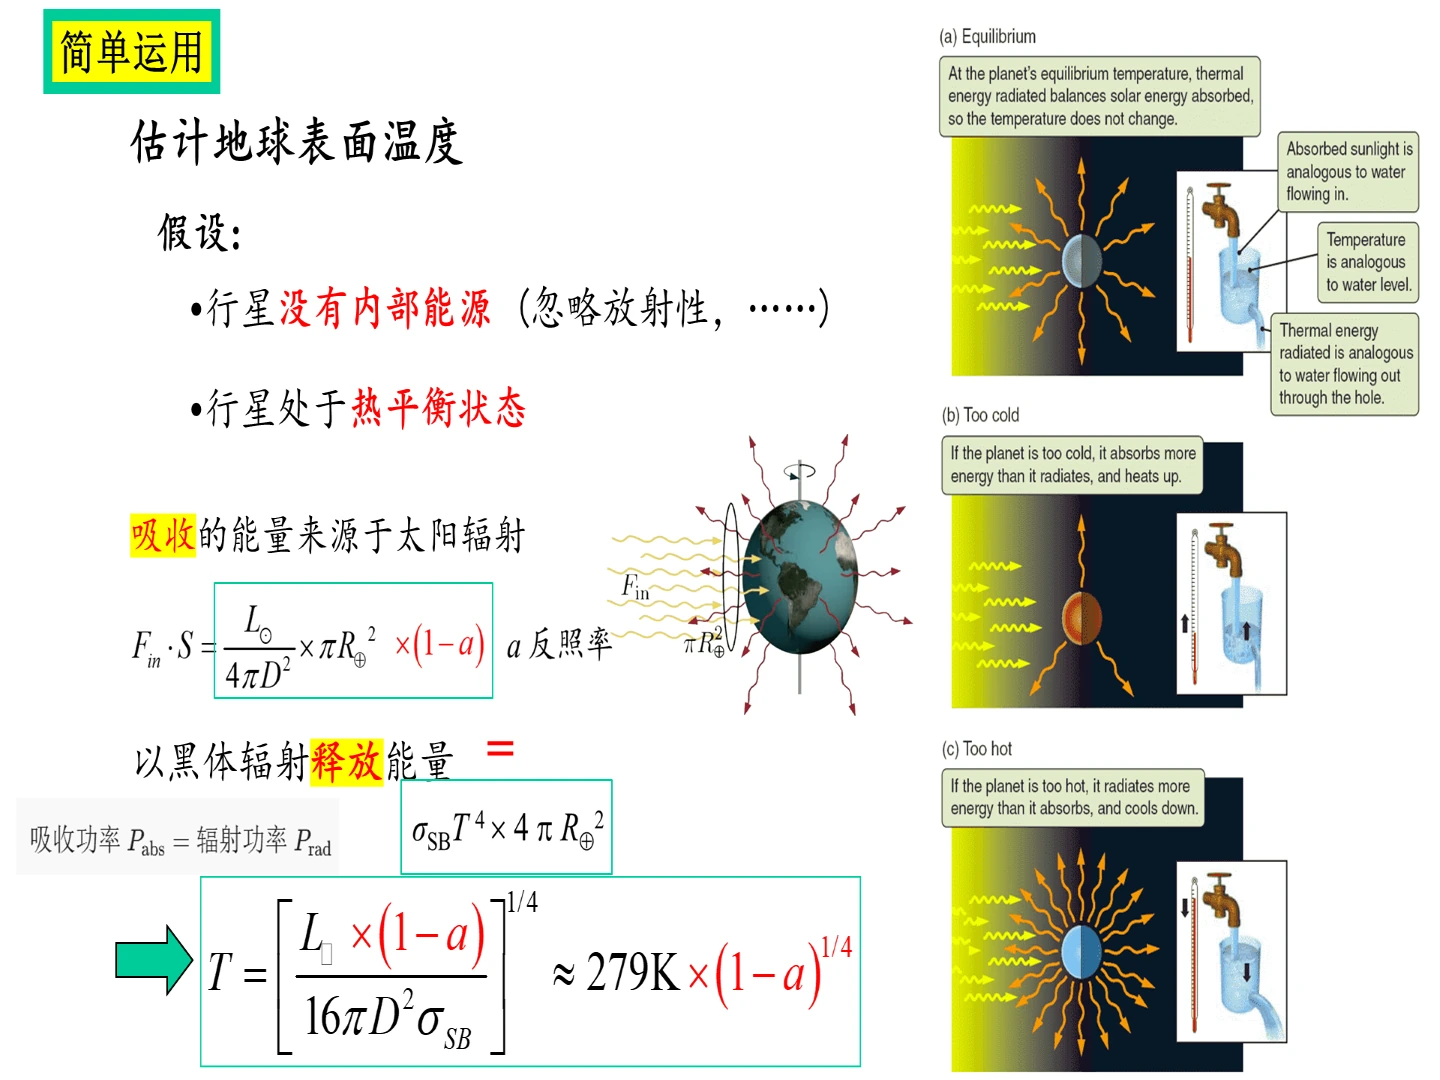 简单运用
估计地球表面温度
假设:
•行星没有内部能源（忽略放射性，……）
•行星处于热平衡状态
吸收的能量来源于太阳辐射
F_in · S = L_⊙ / 4πD² × πR_⊕² ×(1−a) a 反照率
F_in
πR_⊕²
以黑体辐射释放能量 =
吸收功率 P_abs = 辐射功率 P_rad
σ_SB T⁴ × 4 π R_⊕²
T = [ L_□ ×(1−a) / 16πD²σ_SB ]^1/4 ≈ 279K ×(1−a)^1/4
(a) Equilibrium
At the planet's equilibrium temperature, thermal
energy radiated balances solar energy absorbed,
so the temperature does not change.
Absorbed sunlight is
analogous to water
flowing in.
Temperature
is analogous
to water level.
Thermal energy
radiated is analogous
to water flowing out
through the hole.
(b) Too cold
If the planet is too cold, it absorbs more
energy than it radiates, and heats up.
(c) Too hot
If the planet is too hot, it radiates more
energy than it absorbs, and cools down.